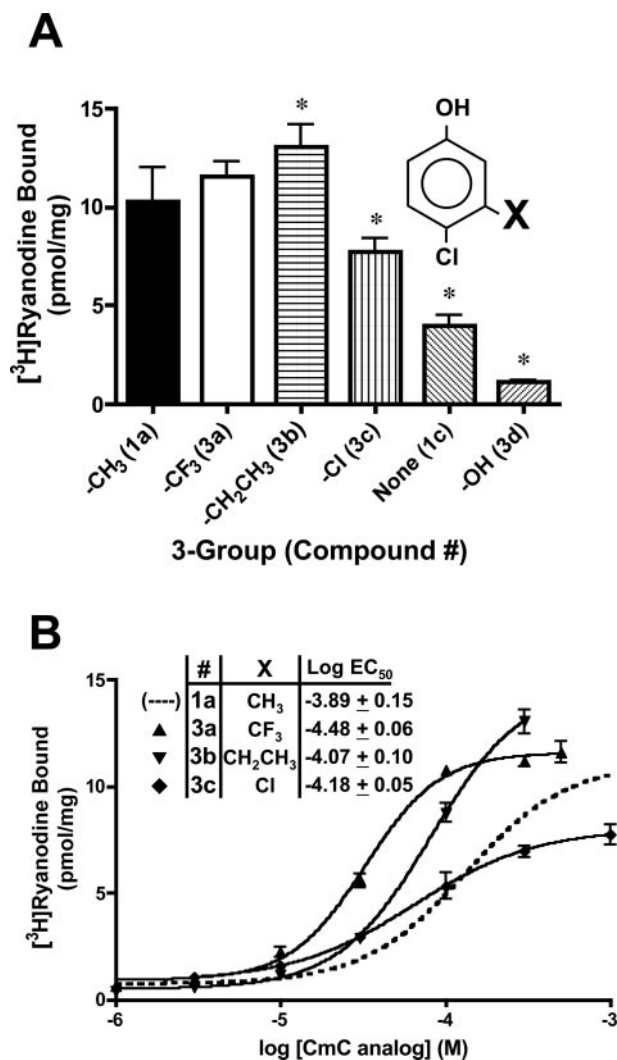 A
[³H]Ryanodine Bound
(pmol/mg)
15
10
5
0
*
*
*
*
OH
X
Cl
-CH₃ (1a)
-CF₃ (3a)
-CH₂CH₃ (3b)
-Cl (3c)
None (1c)
-OH (3d)
3-Group (Compound #)
B
[³H]Ryanodine Bound
(pmol/mg)
15
10
5
0
# X Log EC₅₀
(----) 1a CH₃ -3.89 ± 0.15
▲ 3a CF₃ -4.48 ± 0.06
▼ 3b CH₂CH₃ -4.07 ± 0.10
◆ 3c Cl -4.18 ± 0.05
-6 -5 -4 -3
log [CmC analog] (M)